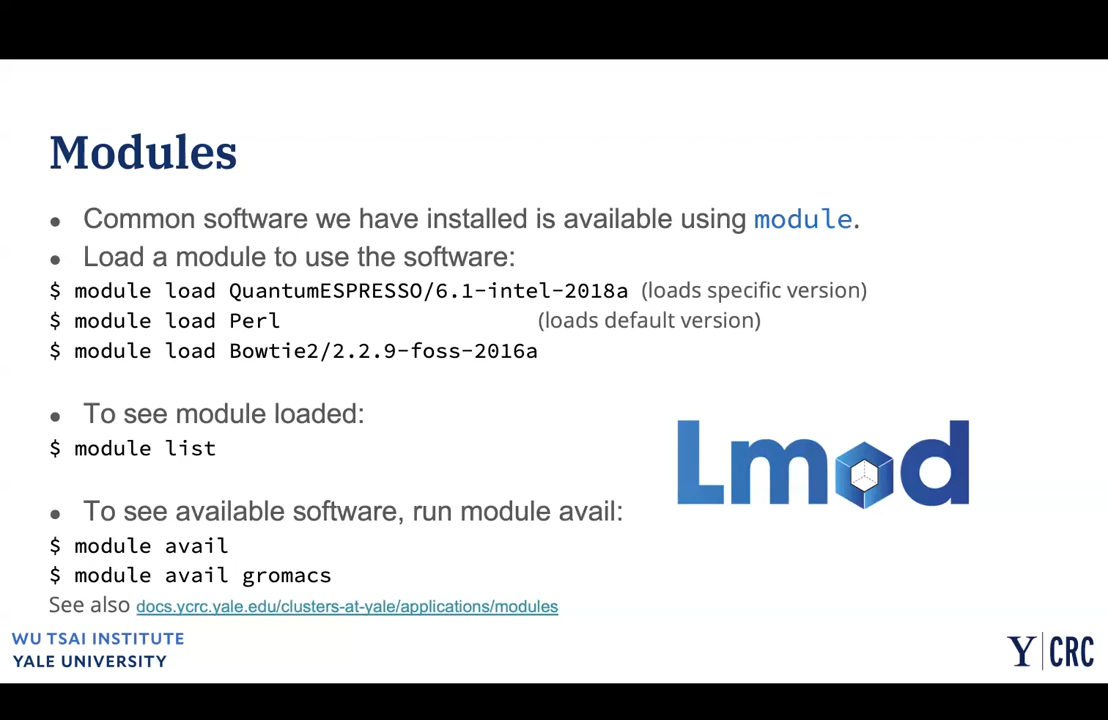 Modules
● Common software we have installed is available using module.
● Load a module to use the software:
$ module load QuantumESPRESSO/6.1-intel-2018a (loads specific version)
$ module load Perl (loads default version)
$ module load Bowtie2/2.2.9-foss-2016a
● To see module loaded:
$ module list
Lmod
● To see available software, run module avail:
$ module avail
$ module avail gromacs
See also docs.ycrc.yale.edu/clusters-at-yale/applications/modules
WU TSAI INSTITUTE
YALE UNIVERSITY
Y CRC